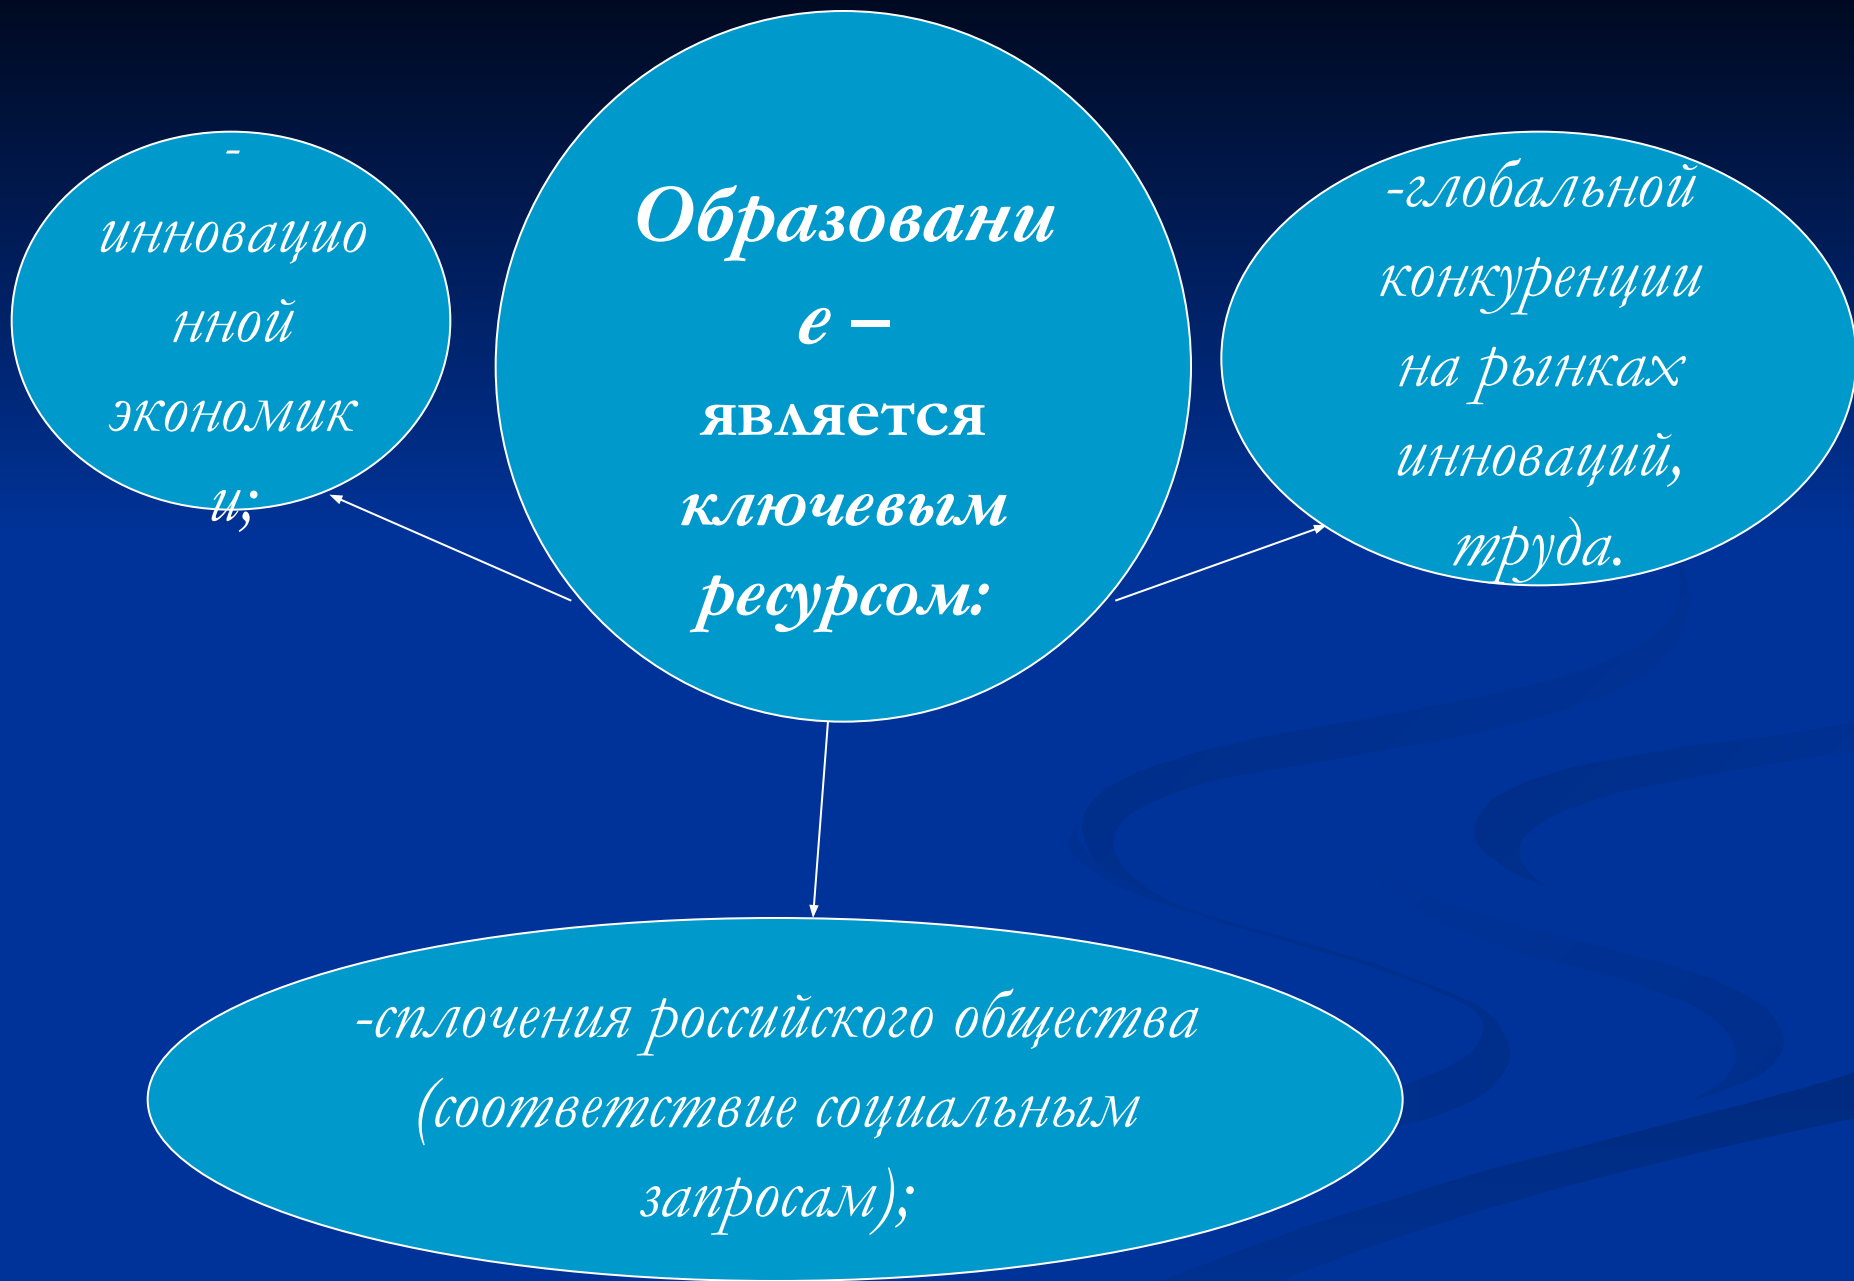 Образовани
е –
является
ключевым
ресурсом:
-
инновацио
нной
экономик
и;
-глобальной
конкуренции
на рынках
инноваций,
труда.
-сплочения российского общества
(соответствие социальным
запросам);